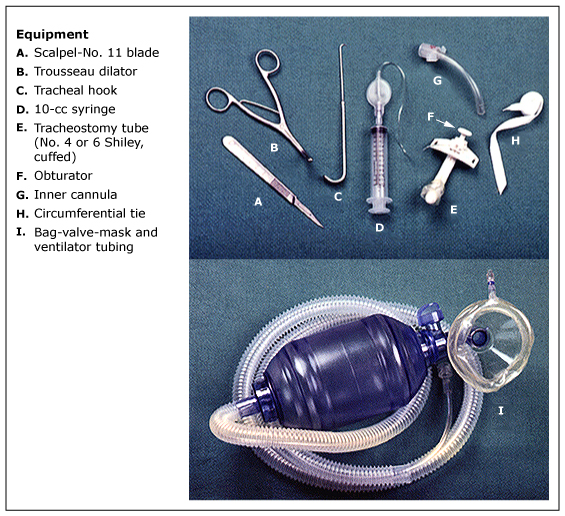 Equipment
A. Scalpel-No. 11 blade
B. Trousseau dilator
C. Tracheal hook
D. 10-cc syringe
E. Tracheostomy tube
(No. 4 or 6 Shiley,
cuffed)
F. Obturator
G. Inner cannula
H. Circumferential tie
I. Bag-valve-mask and
ventilator tubing
A
B
C
D
E
F
G
H
I